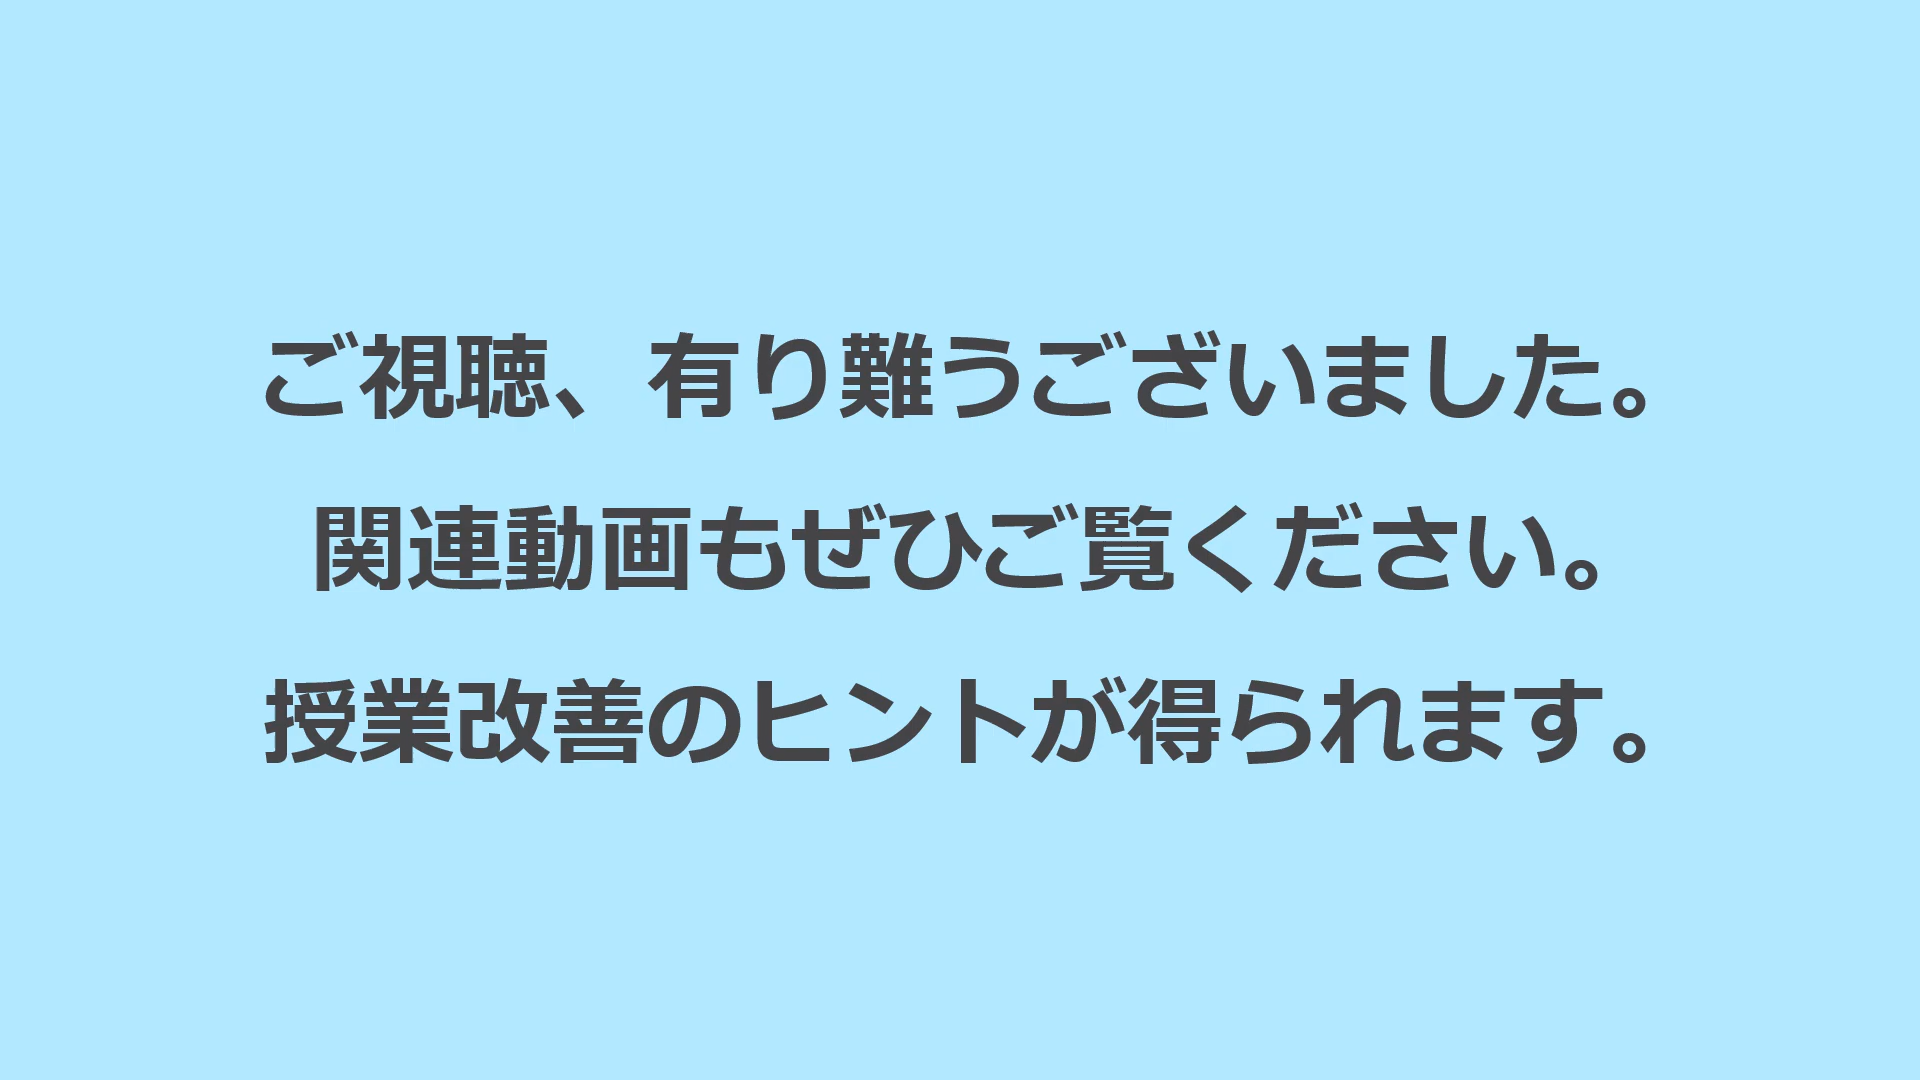 ご視聴、有り難うございました。
関連動画もぜひご覧ください。
授業改善のヒントが得られます。